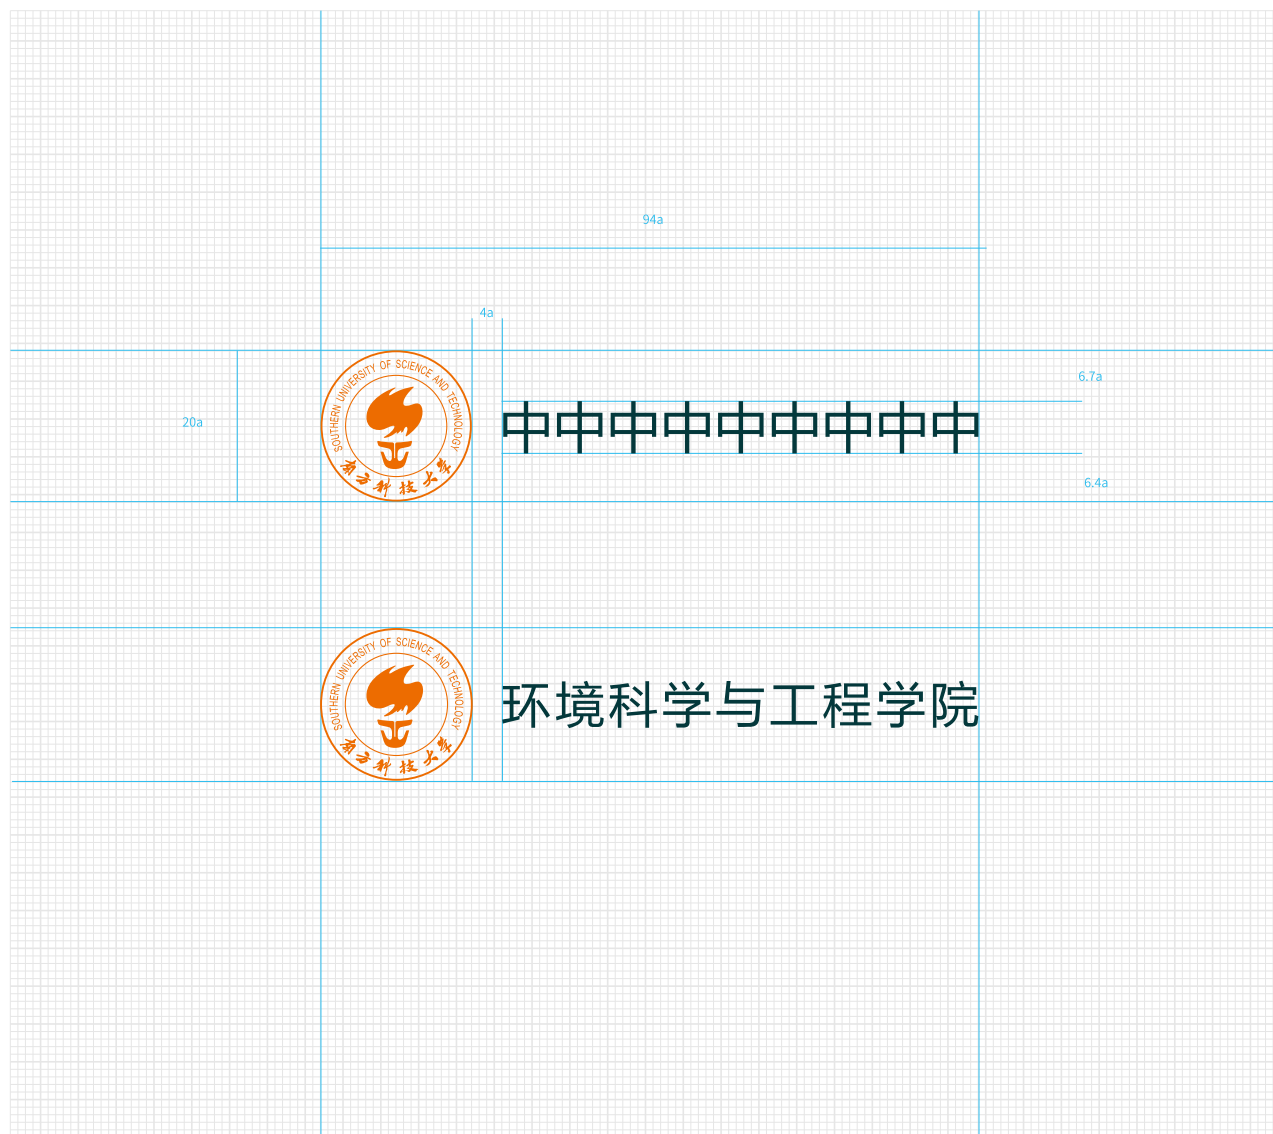 94a
4a
6.7a
20a
SOUTHERN UNIVERSITY OF SCIENCE AND TECHNOLOGY
南方科技大学
中中中中中中中中中
6.4a
SOUTHERN UNIVERSITY OF SCIENCE AND TECHNOLOGY
南方科技大学
环境科学与工程学院